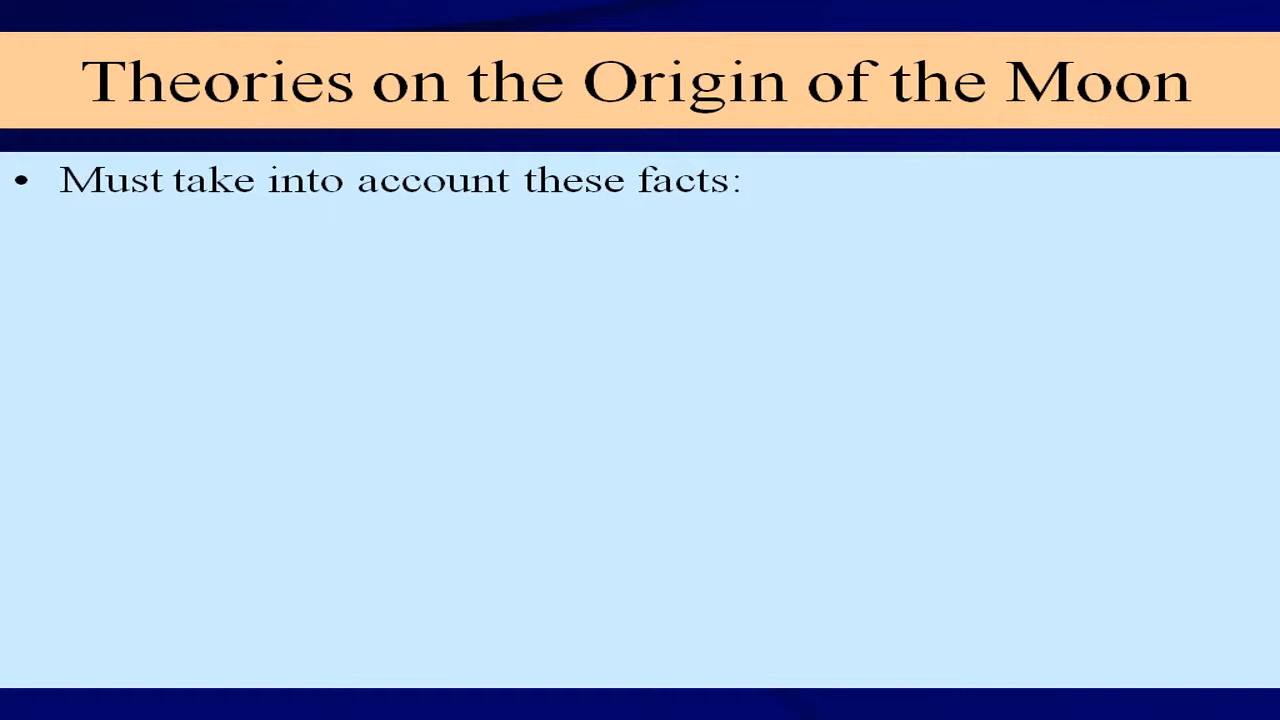 Theories on the Origin of the Moon
• Must take into account these facts: